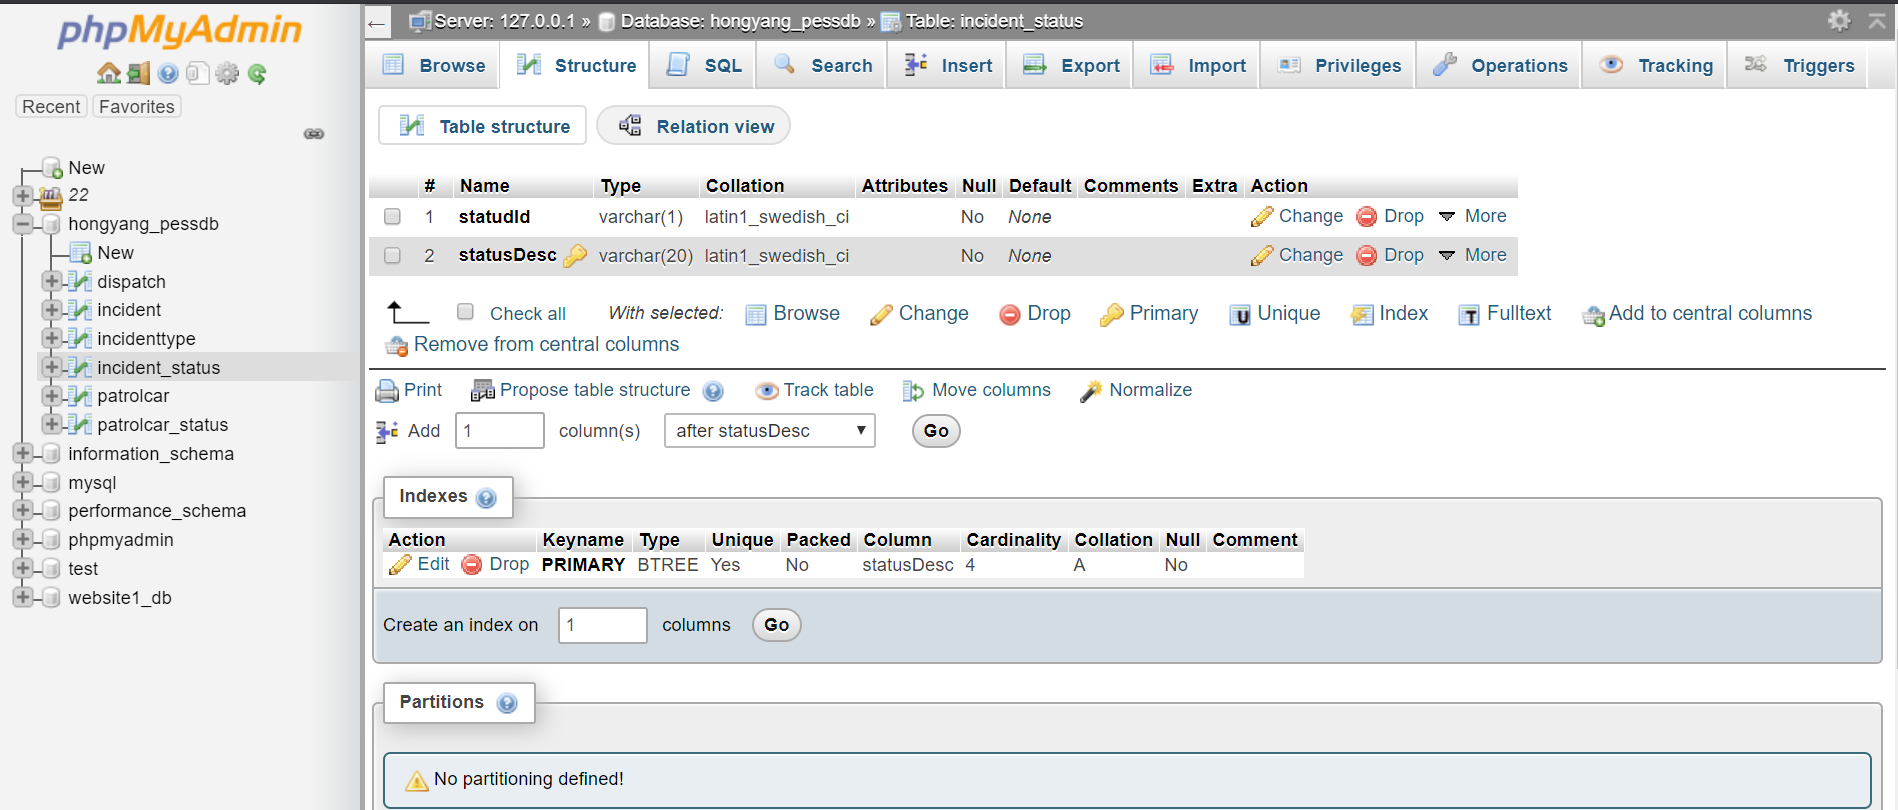 phpMyAdmin
Recent Favorites
New
22
hongyang_pessdb
New
dispatch
incident
incidenttype
incident_status
patrolcar
patrolcar_status
information_schema
mysql
performance_schema
phpmyadmin
test
website1_db
← Server: 127.0.0.1 » Database: hongyang_pessdb » Table: incident_status
Browse Structure SQL Search Insert Export Import Privileges Operations Tracking Triggers
Table structure Relation view
# Name Type Collation Attributes Null Default Comments Extra Action
1 statudId varchar(1) latin1_swedish_ci No None Change Drop More
2 statusDesc varchar(20) latin1_swedish_ci No None Change Drop More
Check all With selected: Browse Change Drop Primary Unique Index Fulltext Add to central columns
Remove from central columns
Print Propose table structure Track table Move columns Normalize
Add 1 column(s) after statusDesc Go
Indexes
Action Keyname Type Unique Packed Column Cardinality Collation Null Comment
Edit Drop PRIMARY BTREE Yes No statusDesc 4 A No
Create an index on 1 columns Go
Partitions
No partitioning defined!